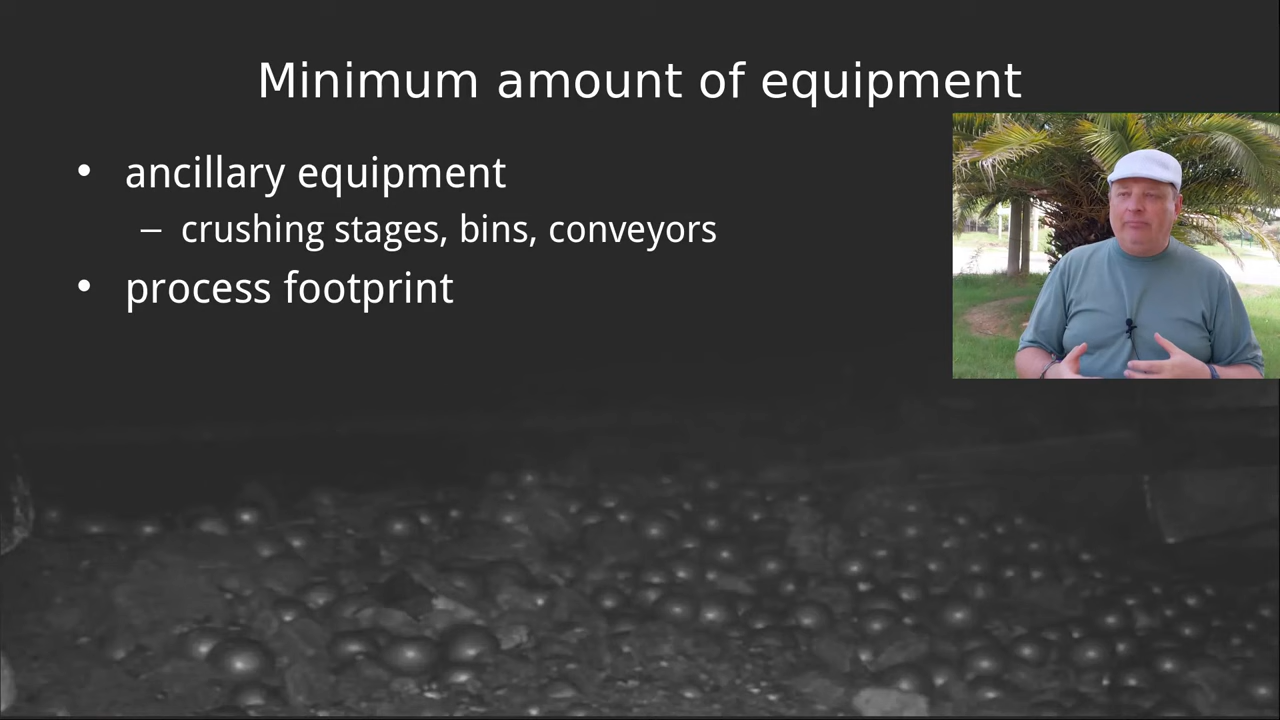 Minimum amount of equipment
• ancillary equipment
– crushing stages, bins, conveyors
• process footprint